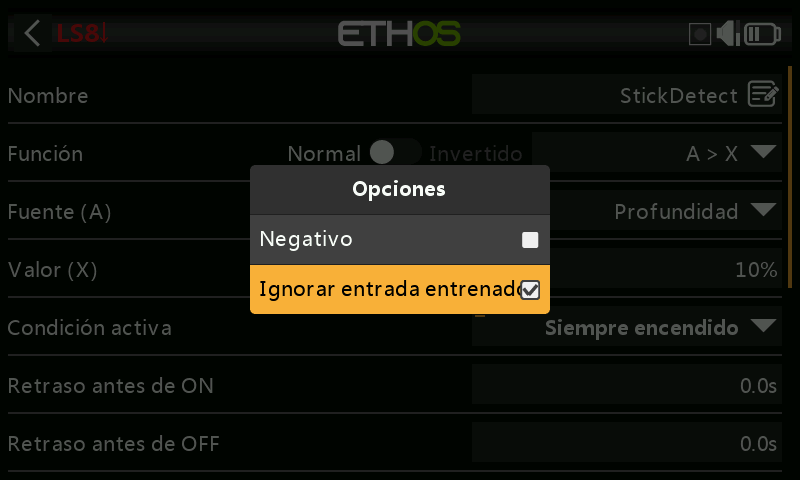 LS8
ETHOS
Nombre StickDetect
Función Normal Invertido A > X
Opciones
Fuente (A) Profundidad
Negativo
Valor (X) 10%
Ignorar entrada entrenado
Condición activa Siempre encendido
Retraso antes de ON 0.0s
Retraso antes de OFF 0.0s